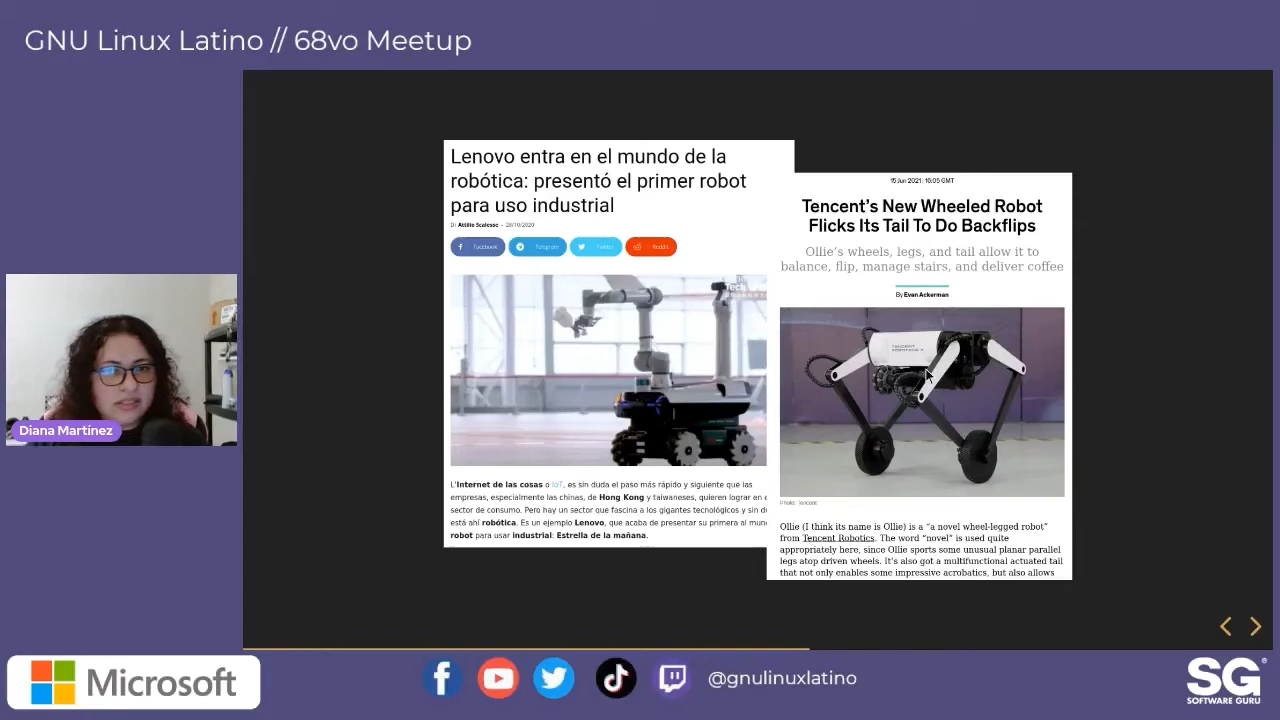 GNU Linux Latino // 68vo Meetup
Lenovo entra en el mundo de la
robótica: presentó el primer robot
para uso industrial
Di Attilio Scalesse - 28/10/2020
Facebook
Telegram
Twitter
Reddit
Tech
L'Internet de las cosas o IoT, es sin duda el paso más rápido y siguiente que las
empresas, especialmente las chinas, de Hong Kong y taiwaneses, quieren lograr en e
sector de consumo. Pero hay un sector que fascina a los gigantes tecnológicos y sin d
está ahí robótica. Es un ejemplo Lenovo, que acaba de presentar su primera al mun
robot para usar industrial: Estrella de la mañana.
15 Jun 2021 | 16:05 GMT
Tencent's New Wheeled Robot
Flicks Its Tail To Do Backflips
Ollie's wheels, legs, and tail allow it to
balance, flip, manage stairs, and deliver coffee
By Evan Ackerman
TENCENT
ROBOTICS X
Photo: Tencent
Ollie (I think its name is Ollie) is a “a novel wheel-legged robot”
from Tencent Robotics. The word “novel” is used quite
appropriately here, since Ollie sports some unusual planar parallel
legs atop driven wheels. It's also got a multifunctional actuated tail
that not only enables some impressive acrobatics, but also allows
Diana Martínez
Microsoft
@gnulinuxlatino
SG
SOFTWARE GURU